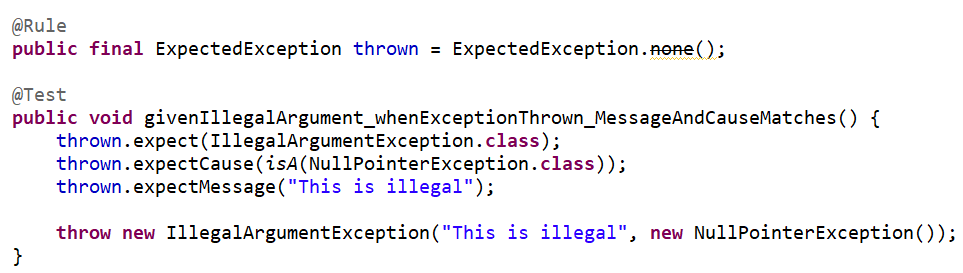 @Rule
public final ExpectedException thrown = ExpectedException.none();
@Test
public void givenIllegalArgument_whenExceptionThrown_MessageAndCauseMatches() {
thrown.expect(IllegalArgumentException.class);
thrown.expectCause(isA(NullPointerException.class));
thrown.expectMessage("This is illegal");
throw new IllegalArgumentException("This is illegal", new NullPointerException());
}